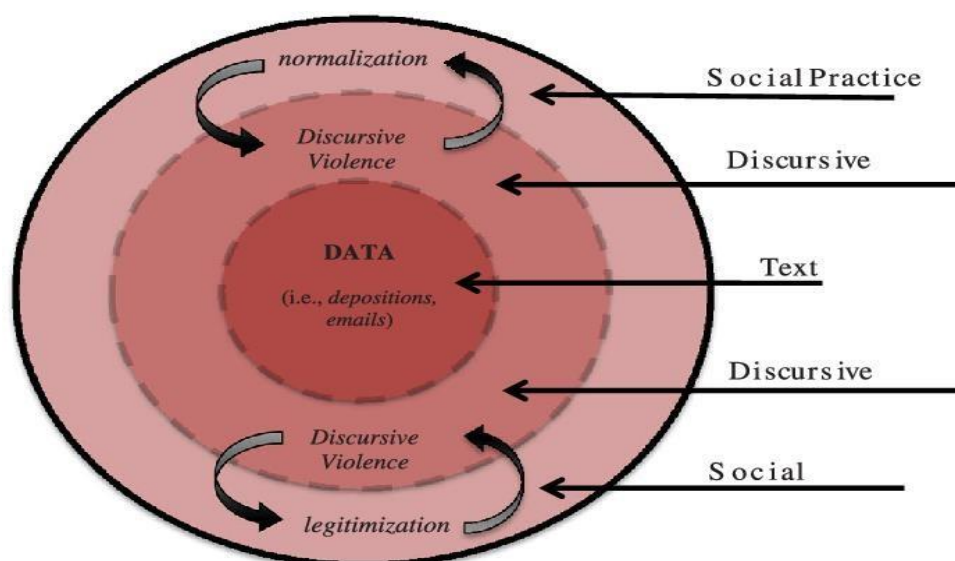 normalization
Social Practice
Discursive
Violence
Discursive
DATA
(i.e., depositions,
emails)
Text
Discursive
Discursive
Violence
Social
legitimization